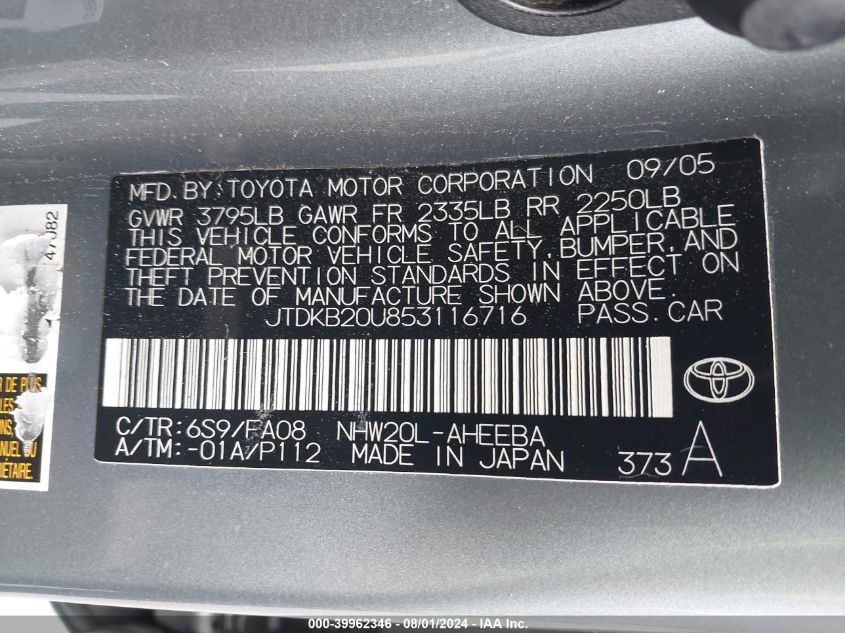 MFD.BY: TOYOTA MOTOR CORPORATION 09/05
GVWR 3795LB GAWR FR 2335LB RR 2250LB
THIS VEHICLE CONFORMS TO ALL APPLICABLE
FEDERAL MOTOR VEHICLE SAFETY, BUMPER, AND
THEFT PREVENTION STANDARDS IN EFFECT ON
THE DATE OF MANUFACTURE SHOWN ABOVE.
JTDKB20U853116716 PASS.CAR
C/TR: 6S9/FA08 NHW20L-AHEEBA
A/TM: -01A/P112 MADE IN JAPAN 373 A
47082
000-39962346 - 08/01/2024 - IAA Inc.